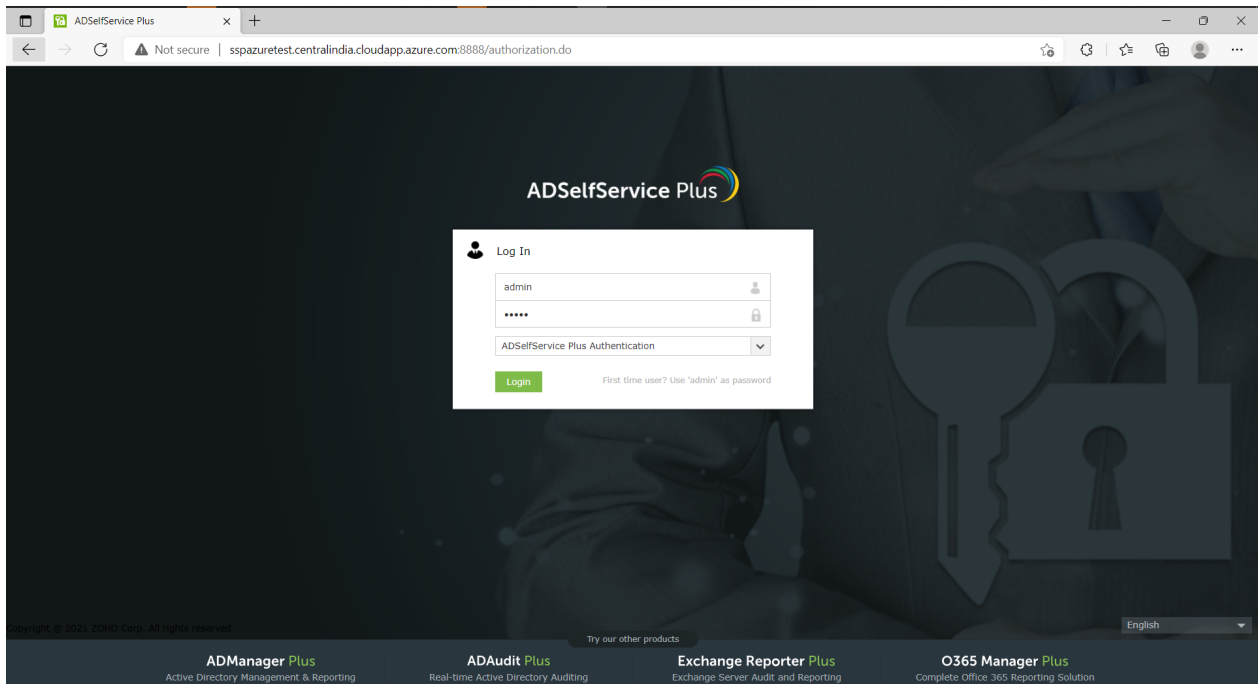 ADSelfService Plus
Not secure | sspazuretest.centralindia.cloudapp.azure.com:8888/authorization.do
ADSelfService Plus
Log In
admin
•••••
ADSelfService Plus Authentication
Login
First time user? Use 'admin' as password
Copyright © 2021 ZOHO Corp. All rights reserved
English
Try our other products
ADManager Plus
Active Directory Management & Reporting
ADAudit Plus
Real-time Active Directory Auditing
Exchange Reporter Plus
Exchange Server Audit and Reporting
O365 Manager Plus
Complete Office 365 Reporting Solution